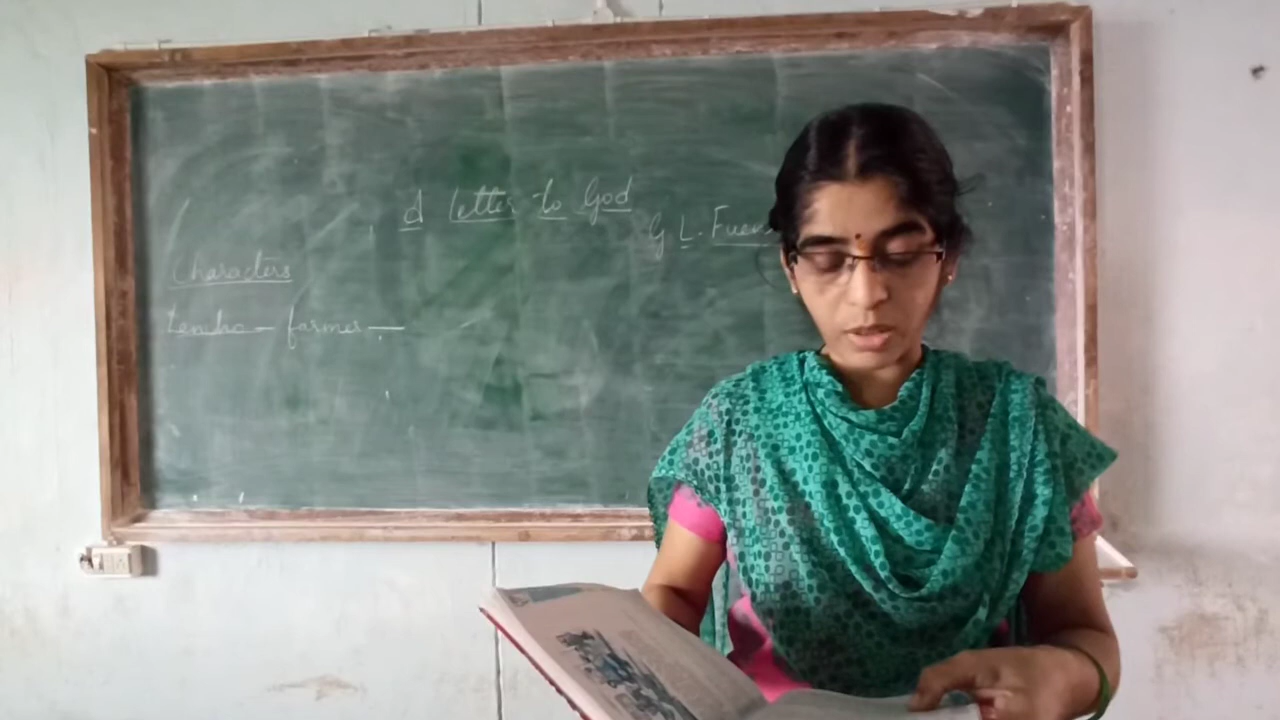 A letter to God
G L. Fuen
Characters
Lencho - farmer -